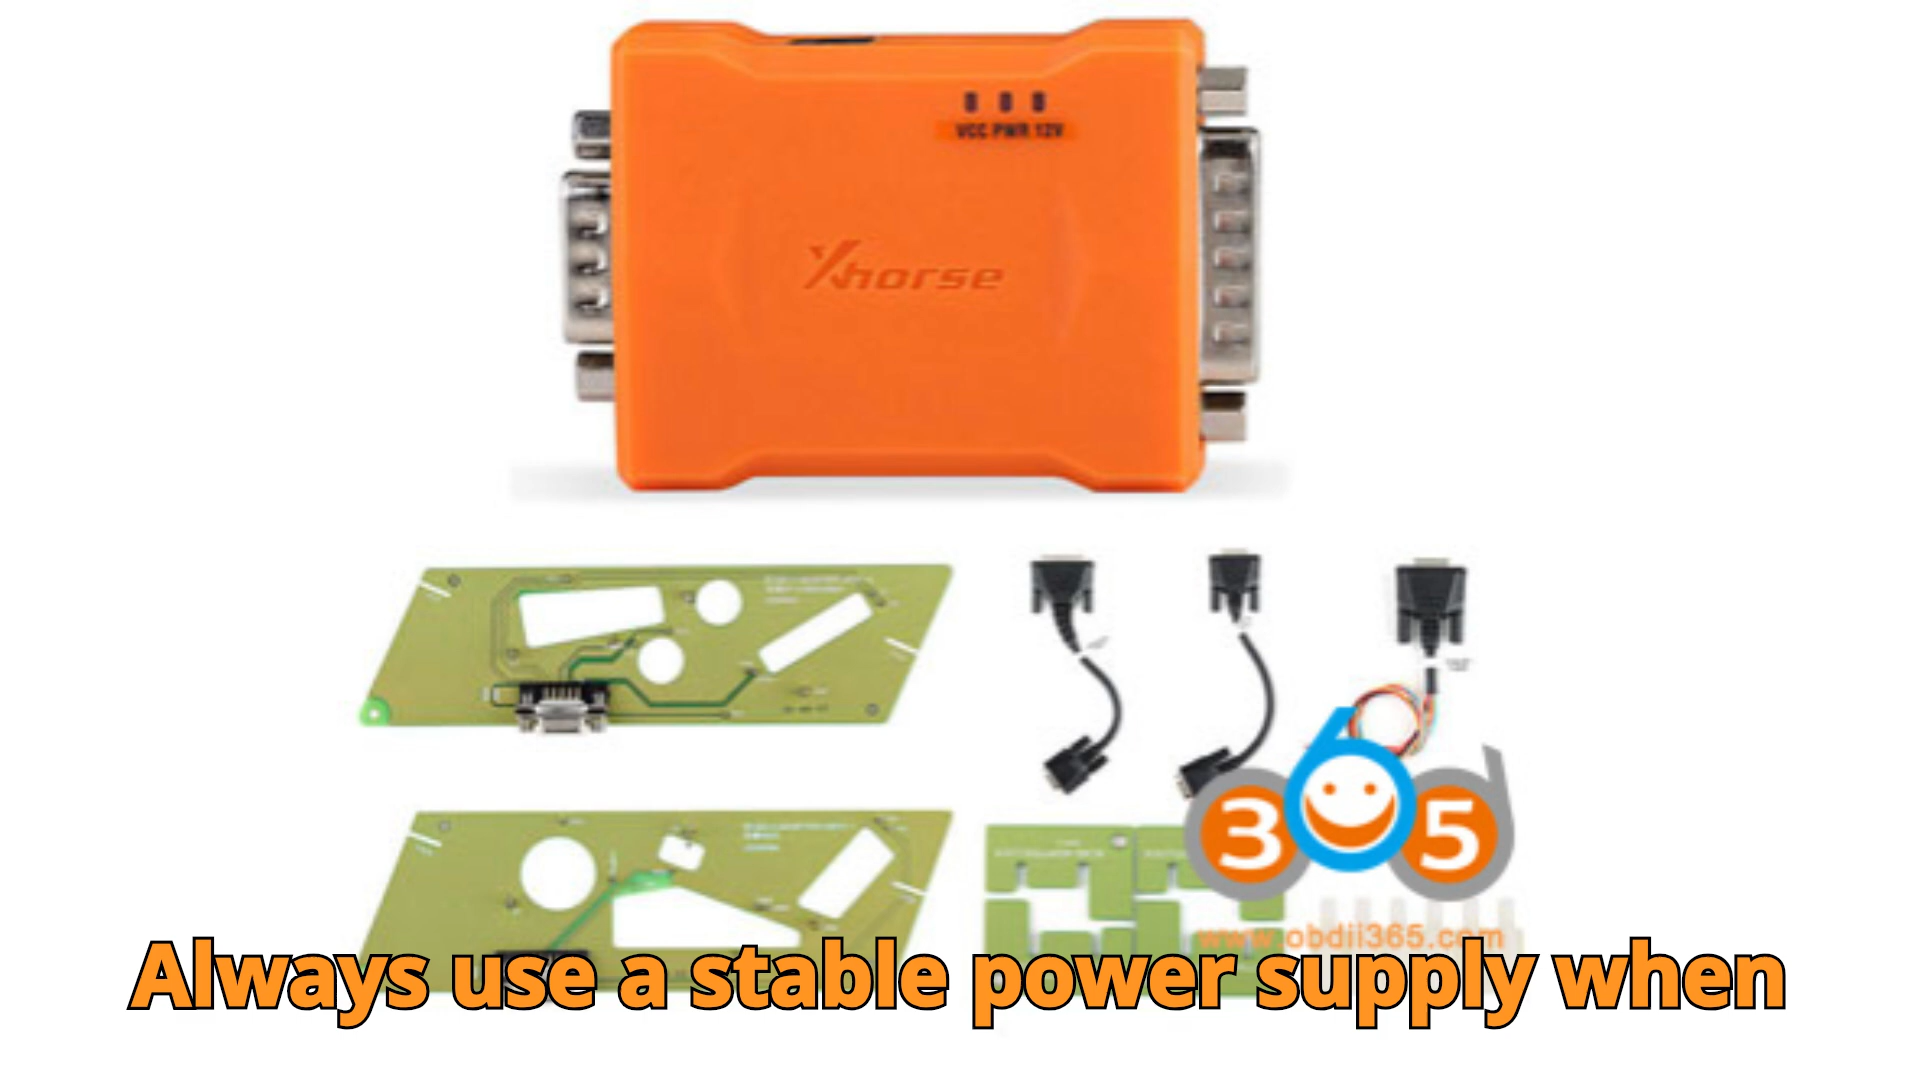 VCC PWR 12V
Xhorse
365
www.obdii365.com
Always use a stable power supply when